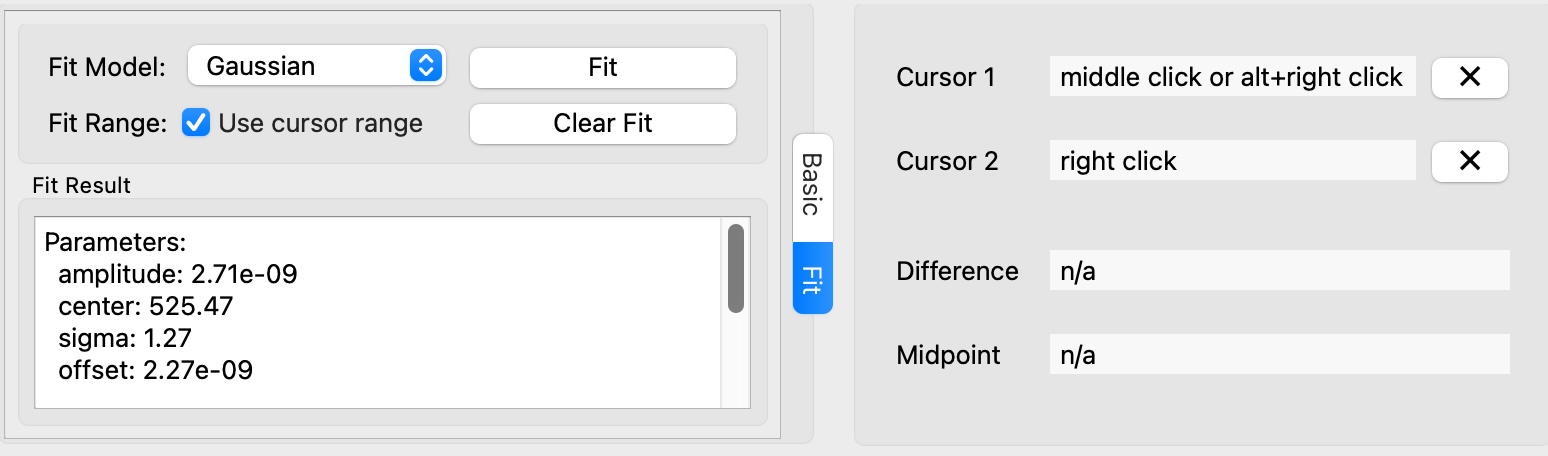 Fit Model: Gaussian Fit
Fit Range: Use cursor range Clear Fit
Fit Result
Parameters:
amplitude: 2.71e-09
center: 525.47
sigma: 1.27
offset: 2.27e-09
Basic
Fit
Cursor 1 middle click or alt+right click
Cursor 2 right click
Difference n/a
Midpoint n/a